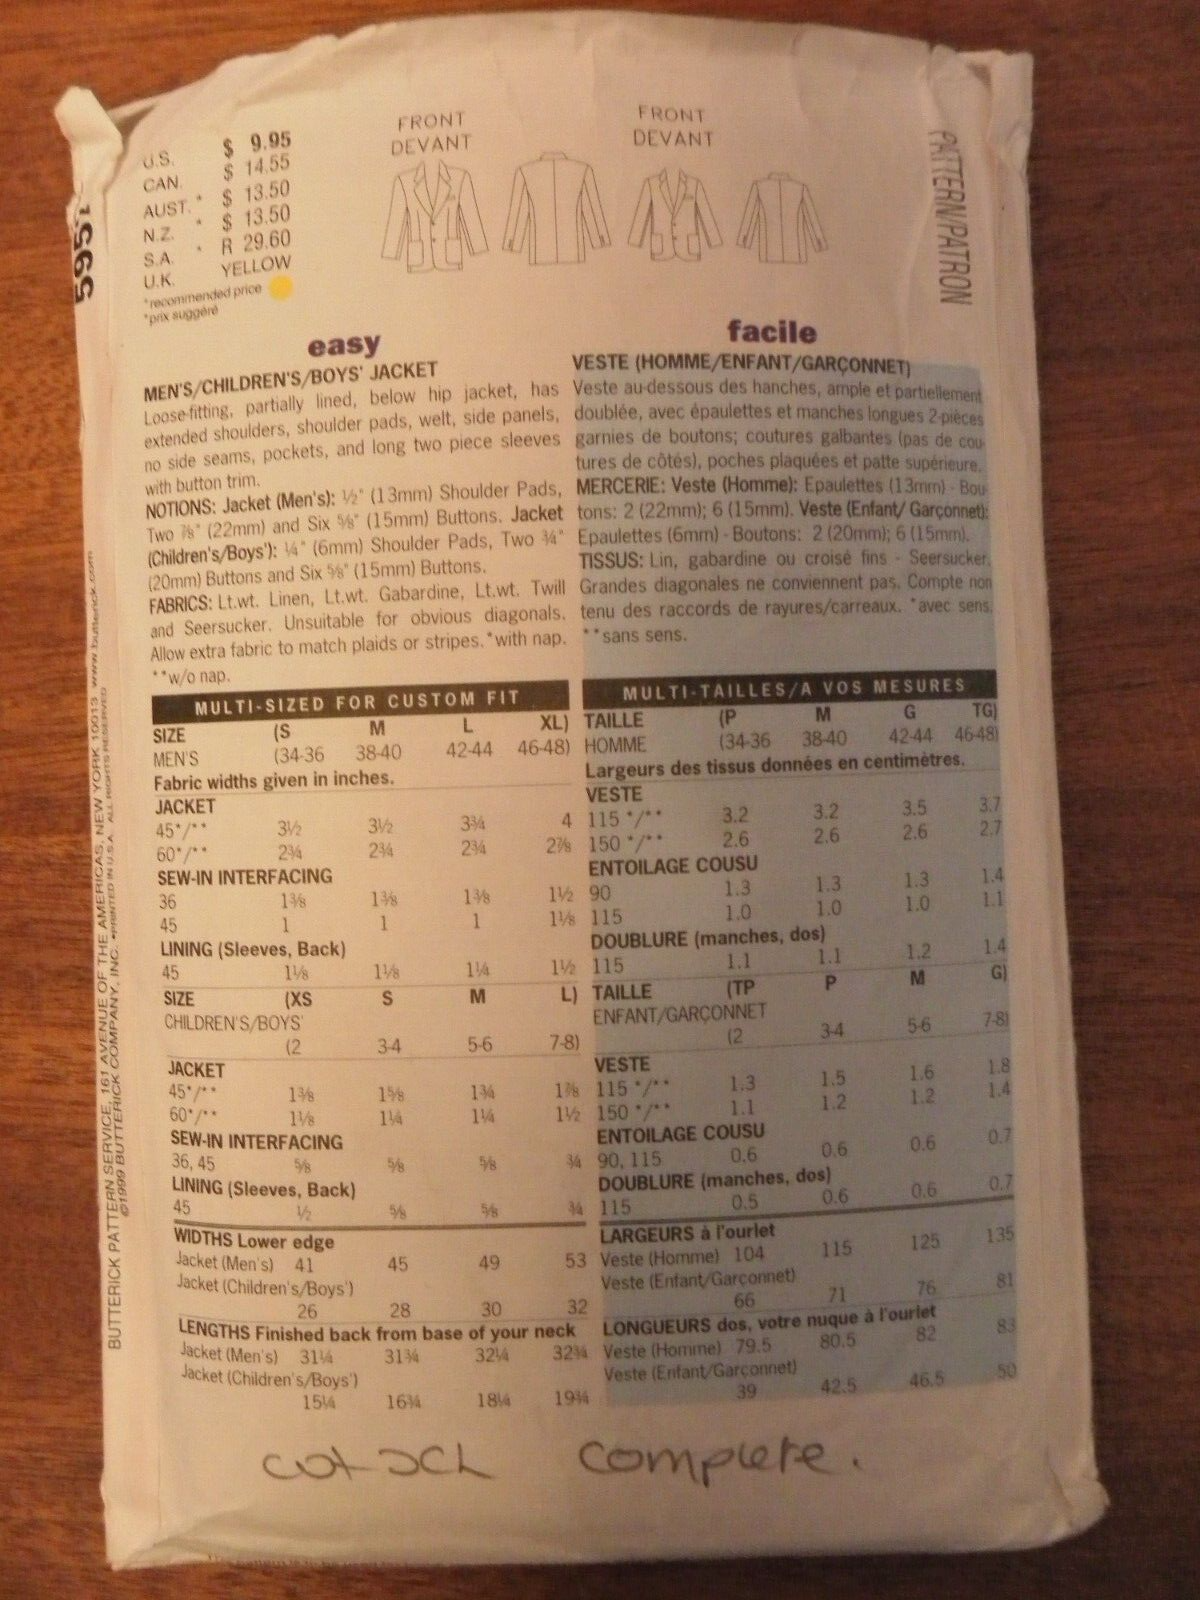 U.S. $ 9.95
CAN. $ 14.55
AUST. * $ 13.50
N.Z. * $ 13.50
S.A. * R 29.60
U.K. YELLOW
*recommended price
*prix suggéré
FRONT
DEVANT
FRONT
DEVANT
PATTERN/PATRON
BUTTERICK PATTERN SERVICE, 161 AVENUE OF THE AMERICAS, NEW YORK 10013 www.butterick.com
©1999 BUTTERICK COMPANY, INC. •PRINTED IN U.S.A. ALL RIGHTS RESERVED
easy
MEN'S/CHILDREN'S/BOYS' JACKET
Loose-fitting, partially lined, below hip jacket, has
extended shoulders, shoulder pads, welt, side panels,
no side seams, pockets, and long two piece sleeves
with button trim.
NOTIONS: Jacket (Men's): ½" (13mm) Shoulder Pads,
Two ⅞" (22mm) and Six ⅝" (15mm) Buttons. Jacket
(Children's/Boys'): ¼" (6mm) Shoulder Pads, Two ¾"
(20mm) Buttons and Six ⅝" (15mm) Buttons.
FABRICS: Lt.wt. Linen, Lt.wt. Gabardine, Lt.wt. Twill
and Seersucker. Unsuitable for obvious diagonals.
Allow extra fabric to match plaids or stripes. *with nap.
**w/o nap.
MULTI-SIZED FOR CUSTOM FIT
SIZE (S M L XL)
MEN'S (34-36 38-40 42-44 46-48)
Fabric widths given in inches.
JACKET
45*/** 3½ 3½ 3¾ 4
60*/** 2¾ 2¾ 2¾ 2⅞
SEW-IN INTERFACING
36 1⅜ 1⅜ 1⅜ 1½
45 1 1 1 1⅛
LINING (Sleeves, Back)
45 1⅛ 1⅛ 1¼ 1½
SIZE (XS S M L)
CHILDREN'S/BOYS'
(2 3-4 5-6 7-8)
JACKET
45*/** 1⅜ 1⅝ 1¾ 1⅞
60*/** 1⅛ 1¼ 1¼ 1½
SEW-IN INTERFACING
36, 45 ⅝ ⅝ ⅝ ¾
LINING (Sleeves, Back)
45 ½ ⅝ ⅝ ¾
WIDTHS Lower edge
Jacket (Men's) 41 45 49 53
Jacket (Children's/Boys')
26 28 30 32
LENGTHS Finished back from base of your neck
Jacket (Men's) 31¼ 31¾ 32¼ 32¾
Jacket (Children's/Boys')
15¼ 16¾ 18¼ 19¾
facile
VESTE (HOMME/ENFANT/GARÇONNET)
Veste au-dessous des hanches, ample et partiellement
doublée, avec épaulettes et manches longues 2-pièces
garnies de boutons; coutures galbantes (pas de cou-
tures de côtés), poches plaquées et patte supérieure.
MERCERIE: Veste (Homme): Epaulettes (13mm) - Bou-
tons: 2 (22mm); 6 (15mm). Veste (Enfant/ Garçonnet):
Epaulettes (6mm) - Boutons: 2 (20mm); 6 (15mm).
TISSUS: Lin, gabardine ou croisé fins - Seersucker.
Grandes diagonales ne conviennent pas. Compte non
tenu des raccords de rayures/carreaux. *avec sens.
**sans sens.
MULTI-TAILLES/A VOS MESURES
TAILLE (P M G TG)
HOMME (34-36 38-40 42-44 46-48)
Largeurs des tissus données en centimètres.
VESTE
115 */** 3.2 3.2 3.5 3.7
150 */** 2.6 2.6 2.6 2.7
ENTOILAGE COUSU
90 1.3 1.3 1.3 1.4
115 1.0 1.0 1.0 1.1
DOUBLURE (manches, dos)
115 1.1 1.1 1.2 1.4
TAILLE (TP P M G)
ENFANT/GARÇONNET
(2 3-4 5-6 7-8)
VESTE
115 */** 1.3 1.5 1.6 1.8
150 */** 1.1 1.2 1.2 1.4
ENTOILAGE COUSU
90, 115 0.6 0.6 0.6 0.7
DOUBLURE (manches, dos)
115 0.5 0.6 0.6 0.7
LARGEURS à l'ourlet
Veste (Homme) 104 115 125 135
Veste (Enfant/Garçonnet)
66 71 76 81
LONGUEURS dos, votre nuque à l'ourlet
Veste (Homme) 79.5 80.5 82 83
Veste (Enfant/Garçonnet)
39 42.5 46.5 50
complete.